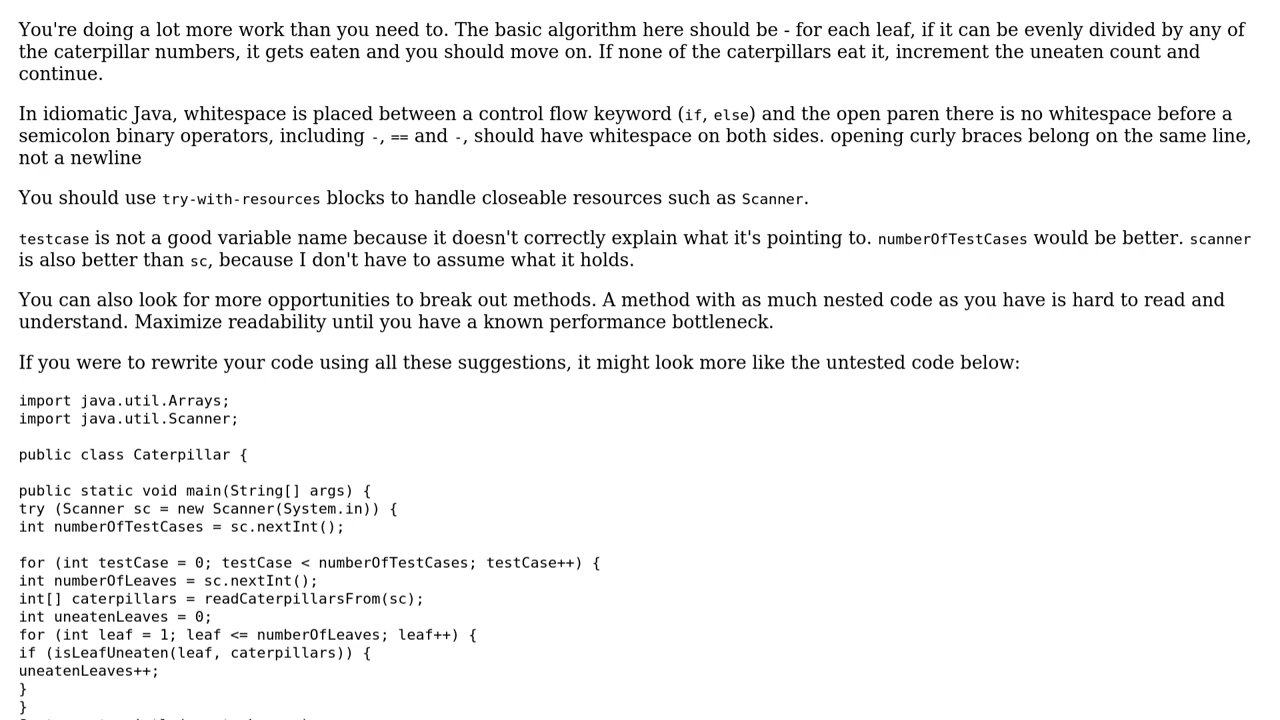 You're doing a lot more work than you need to. The basic algorithm here should be - for each leaf, if it can be evenly divided by any of
the caterpillar numbers, it gets eaten and you should move on. If none of the caterpillars eat it, increment the uneaten count and
continue.
In idiomatic Java, whitespace is placed between a control flow keyword (if, else) and the open paren there is no whitespace before a
semicolon binary operators, including -, == and -, should have whitespace on both sides. opening curly braces belong on the same line,
not a newline
You should use try-with-resources blocks to handle closeable resources such as Scanner.
testcase is not a good variable name because it doesn't correctly explain what it's pointing to. numberOfTestCases would be better. scanner
is also better than sc, because I don't have to assume what it holds.
You can also look for more opportunities to break out methods. A method with as much nested code as you have is hard to read and
understand. Maximize readability until you have a known performance bottleneck.
If you were to rewrite your code using all these suggestions, it might look more like the untested code below:
import java.util.Arrays;
import java.util.Scanner;
public class Caterpillar {
public static void main(String[] args) {
try (Scanner sc = new Scanner(System.in)) {
int numberOfTestCases = sc.nextInt();
for (int testCase = 0; testCase < numberOfTestCases; testCase++) {
int numberOfLeaves = sc.nextInt();
int[] caterpillars = readCaterpillarsFrom(sc);
int uneatenLeaves = 0;
for (int leaf = 1; leaf <= numberOfLeaves; leaf++) {
if (isLeafUneaten(leaf, caterpillars)) {
uneatenLeaves++;
}
}